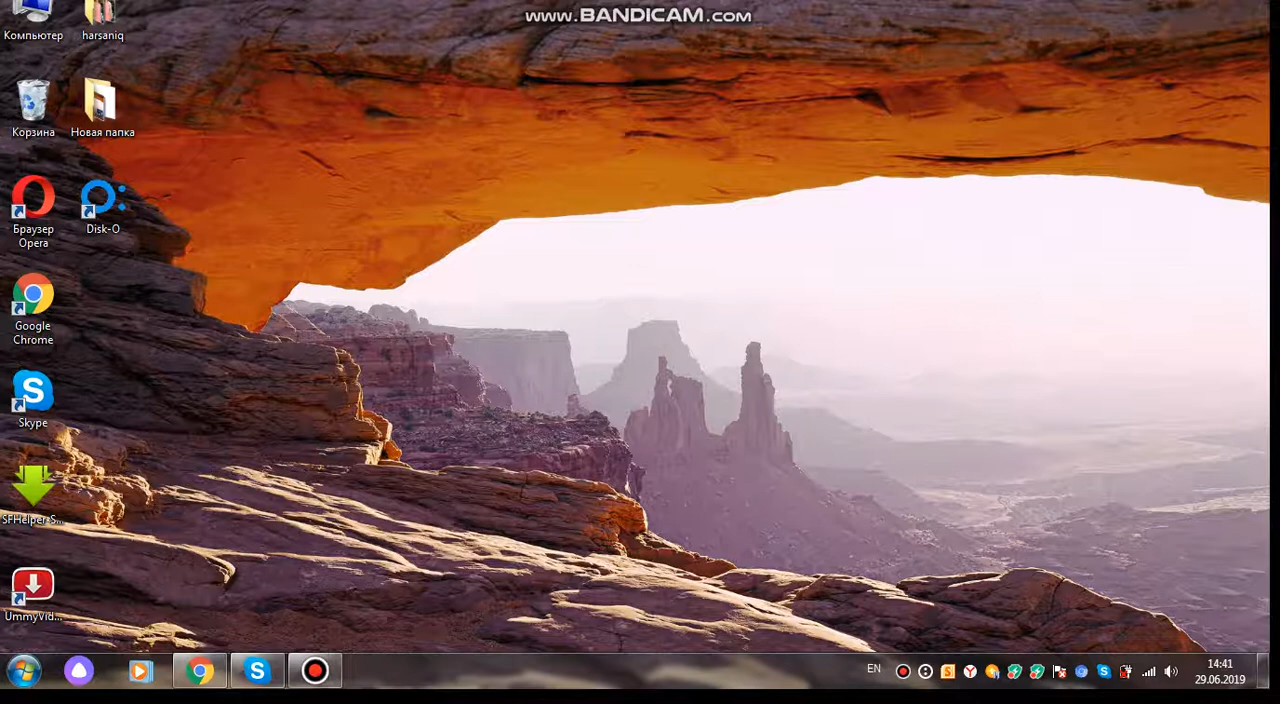 www.BANDICAM.com
Компьютер
harsaniq
Корзина
Новая папка
Браузер
Opera
Disk-O
Google
Chrome
Skype
SFHelper-S...
UmmyVid...
EN
14:41
29.06.2019